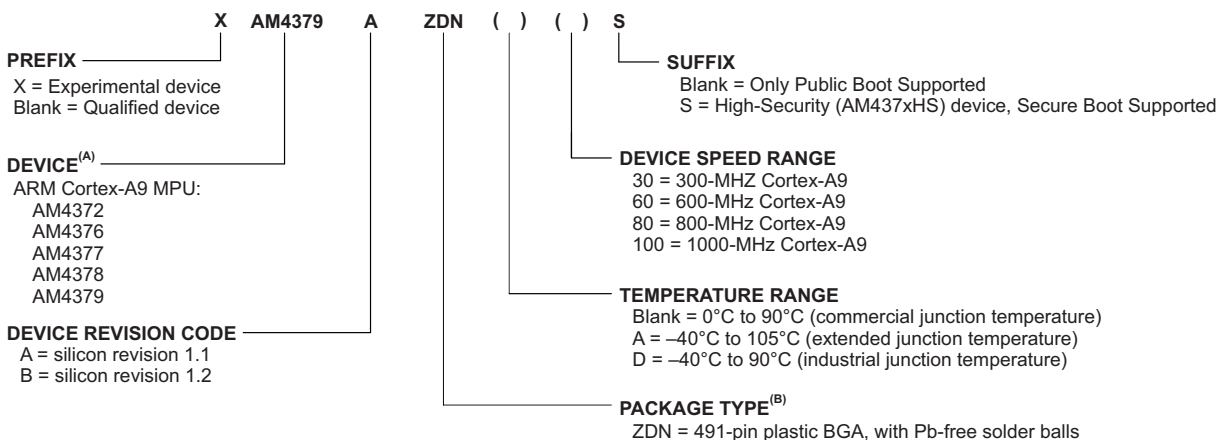 X AM4379 A ZDN ( ) ( ) S
PREFIX
X = Experimental device
Blank = Qualified device
SUFFIX
Blank = Only Public Boot Supported
S = High-Security (AM437xHS) device, Secure Boot Supported
DEVICE(A)
ARM Cortex-A9 MPU:
AM4372
AM4376
AM4377
AM4378
AM4379
DEVICE SPEED RANGE
30 = 300-MHZ Cortex-A9
60 = 600-MHz Cortex-A9
80 = 800-MHz Cortex-A9
100 = 1000-MHz Cortex-A9
DEVICE REVISION CODE
A = silicon revision 1.1
B = silicon revision 1.2
TEMPERATURE RANGE
Blank = 0°C to 90°C (commercial junction temperature)
A = –40°C to 105°C (extended junction temperature)
D = –40°C to 90°C (industrial junction temperature)
PACKAGE TYPE(B)
ZDN = 491-pin plastic BGA, with Pb-free solder balls